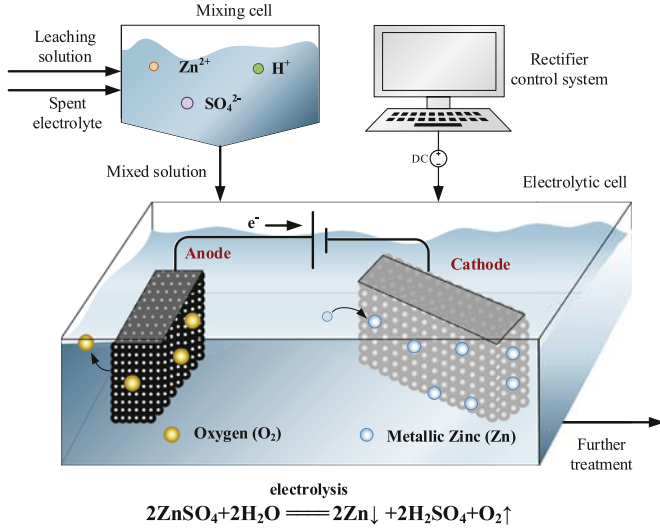 Mixing cell
Leaching
solution
Zn²⁺
H⁺
Spent
electrolyte
SO₄²⁻
Rectifier
control system
Mixed solution
DC
+
-
Electrolytic cell
e⁻
Anode
Cathode
Oxygen (O₂)
Metallic Zinc (Zn)
Further
treatment
electrolysis
2ZnSO₄+2H₂O ═══ 2Zn↓ +2H₂SO₄+O₂↑